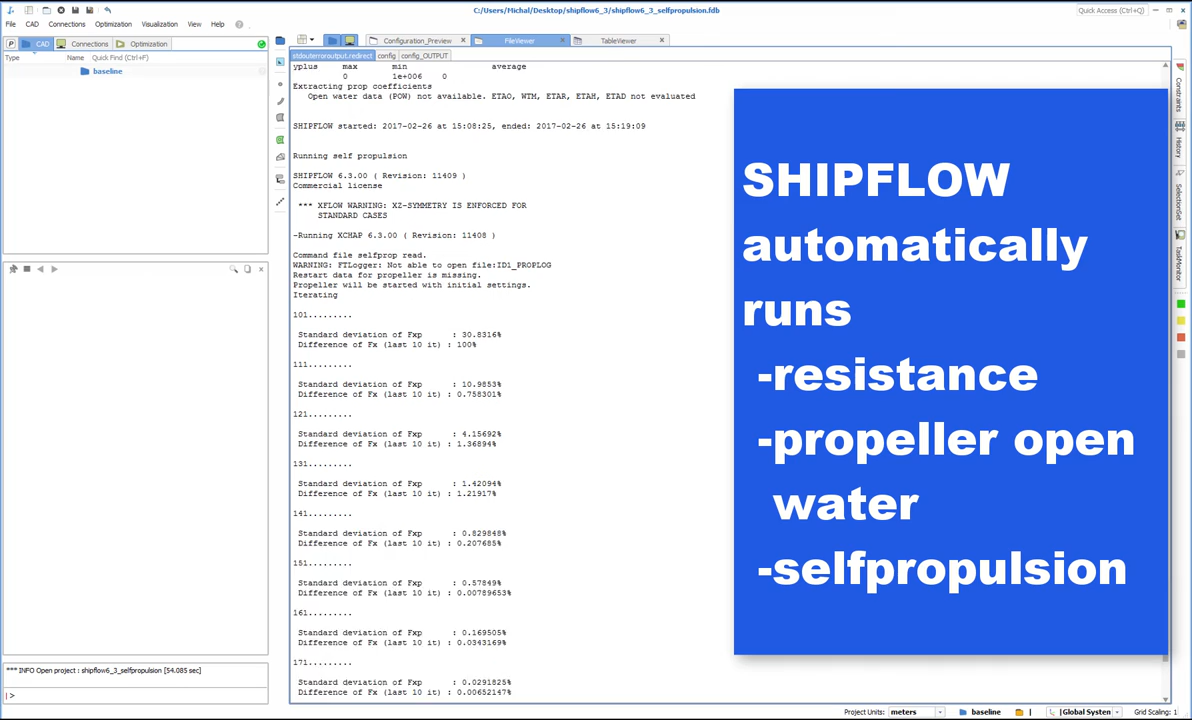 C:/Users/Michal/Desktop/shipflow6_3/shipflow6_3_selfpropulsion.fdb
Quick Access (Ctrl+Q)
File CAD Connections Optimization Visualization View Help
CAD Connections Optimization
Configuration_Preview FileViewer TableViewer
Type Name Quick Find (Ctrl+F)
baseline
stdouterroroutput.redirect config config_OUTPUT
yplus max min average
0 1e+006 0
Extracting prop coefficients
Open water data (POW) not available. ETAO, WTM, ETAR, ETAH, ETAD not evaluated
SHIPFLOW started: 2017-02-26 at 15:08:25, ended: 2017-02-26 at 15:19:09
Running self propulsion
SHIPFLOW 6.3.00 ( Revision: 11409 )
Commercial license
*** XFLOW WARNING: XZ-SYMMETRY IS ENFORCED FOR
STANDARD CASES
-Running XCHAP 6.3.00 ( Revision: 11408 )
Command file selfprop read.
WARNING: FTLogger: Not able to open file:ID1_PROPLOG
Restart data for propeller is missing.
Propeller will be started with initial settings.
Iterating
101.........
Standard deviation of Fxp : 30.8316%
Difference of Fx (last 10 it) : 100%
111.........
Standard deviation of Fxp : 10.9853%
Difference of Fx (last 10 it) : 0.758301%
121.........
Standard deviation of Fxp : 4.15692%
Difference of Fx (last 10 it) : 1.36894%
131.........
Standard deviation of Fxp : 1.42094%
Difference of Fx (last 10 it) : 1.21917%
141.........
Standard deviation of Fxp : 0.829848%
Difference of Fx (last 10 it) : 0.207685%
151.........
Standard deviation of Fxp : 0.57849%
Difference of Fx (last 10 it) : 0.00789653%
161.........
Standard deviation of Fxp : 0.169505%
Difference of Fx (last 10 it) : 0.0343169%
171.........
Standard deviation of Fxp : 0.0291825%
Difference of Fx (last 10 it) : 0.00652147%
SHIPFLOW
automatically
runs
-resistance
-propeller open
water
-selfpropulsion
Constraints
History
SelectionSet
TaskMonitor
*** INFO Open project : shipflow6_3_selfpropulsion [54.085 sec]
|>
Project Units: meters baseline |Global System Grid Scaling: 1